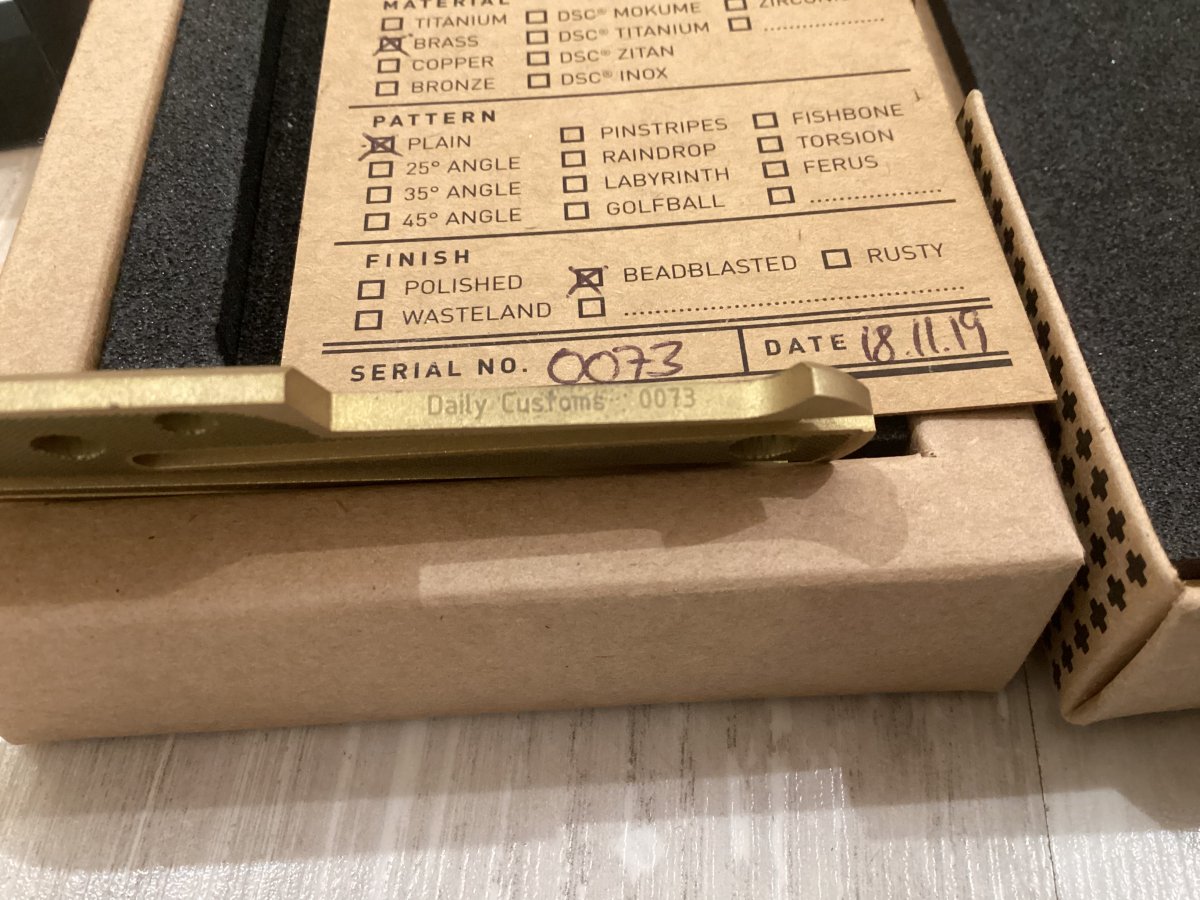 MATERIAL
TITANIUM DSC® MOKUME ZIRCONIUM
BRASS DSC® TITANIUM ....................
COPPER DSC® ZITAN
BRONZE DSC® INOX
PATTERN
PLAIN PINSTRIPES FISHBONE
25° ANGLE RAINDROP TORSION
35° ANGLE LABYRINTH FERUS
45° ANGLE GOLFBALL ....................
FINISH
POLISHED BEADBLASTED RUSTY
WASTELAND ..................................................
SERIAL NO. 0073 DATE 18.11.19
Daily Customs 0073